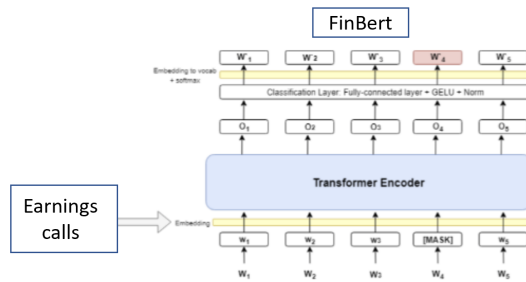 FinBert
W'1 W'2 W'3 W'4 W'5
Embedding to vocab
+ softmax
Classification Layer: Fully-connected layer + GELU + Norm
O1 O2 O3 O4 O5
Transformer Encoder
Earnings
calls
Embedding
W1 W2 W3 [MASK] W5
W1 W2 W3 W4 W5